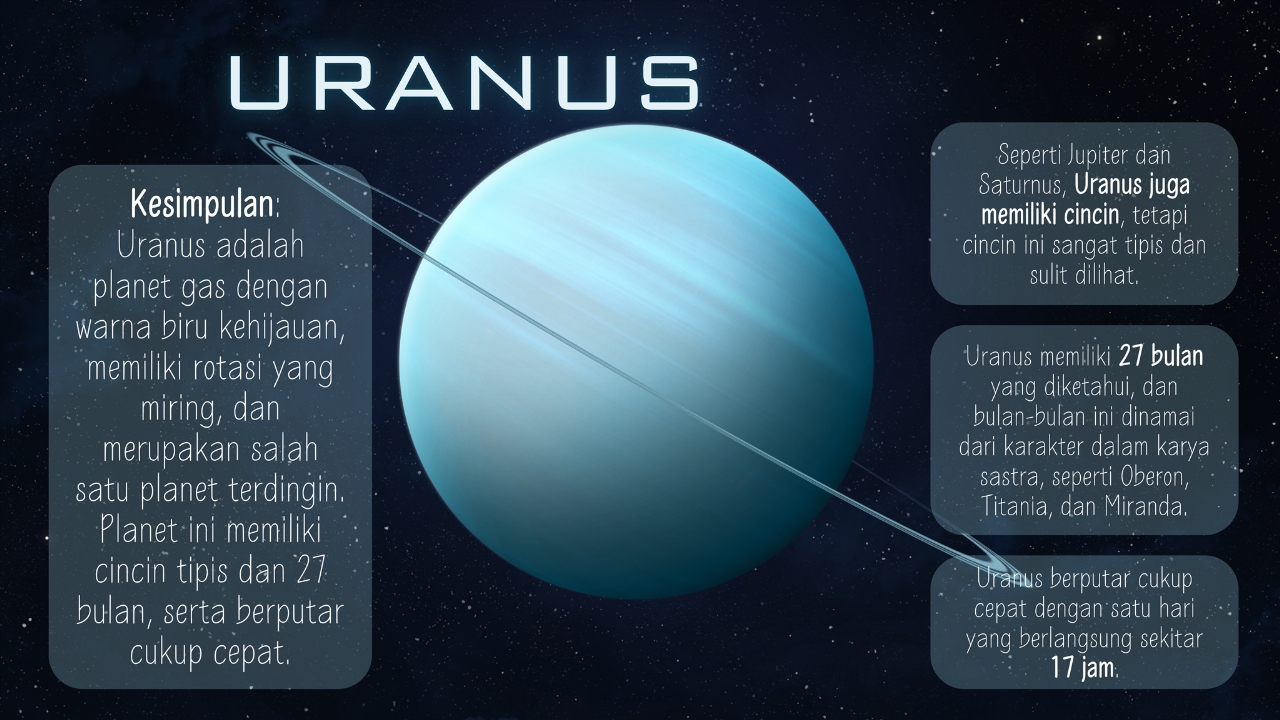 URANUS
Kesimpulan:
Uranus adalah
planet gas dengan
warna biru kehijauan,
memiliki rotasi yang
miring, dan
merupakan salah
satu planet terdingin.
Planet ini memiliki
cincin tipis dan 27
bulan, serta berputar
cukup cepat.
Seperti Jupiter dan
Saturnus, Uranus juga
memiliki cincin, tetapi
cincin ini sangat tipis dan
sulit dilihat.
Uranus memiliki 27 bulan
yang diketahui, dan
bulan-bulan ini dinamai
dari karakter dalam karya
sastra, seperti Oberon,
Titania, dan Miranda.
Uranus berputar cukup
cepat dengan satu hari
yang berlangsung sekitar
17 jam.